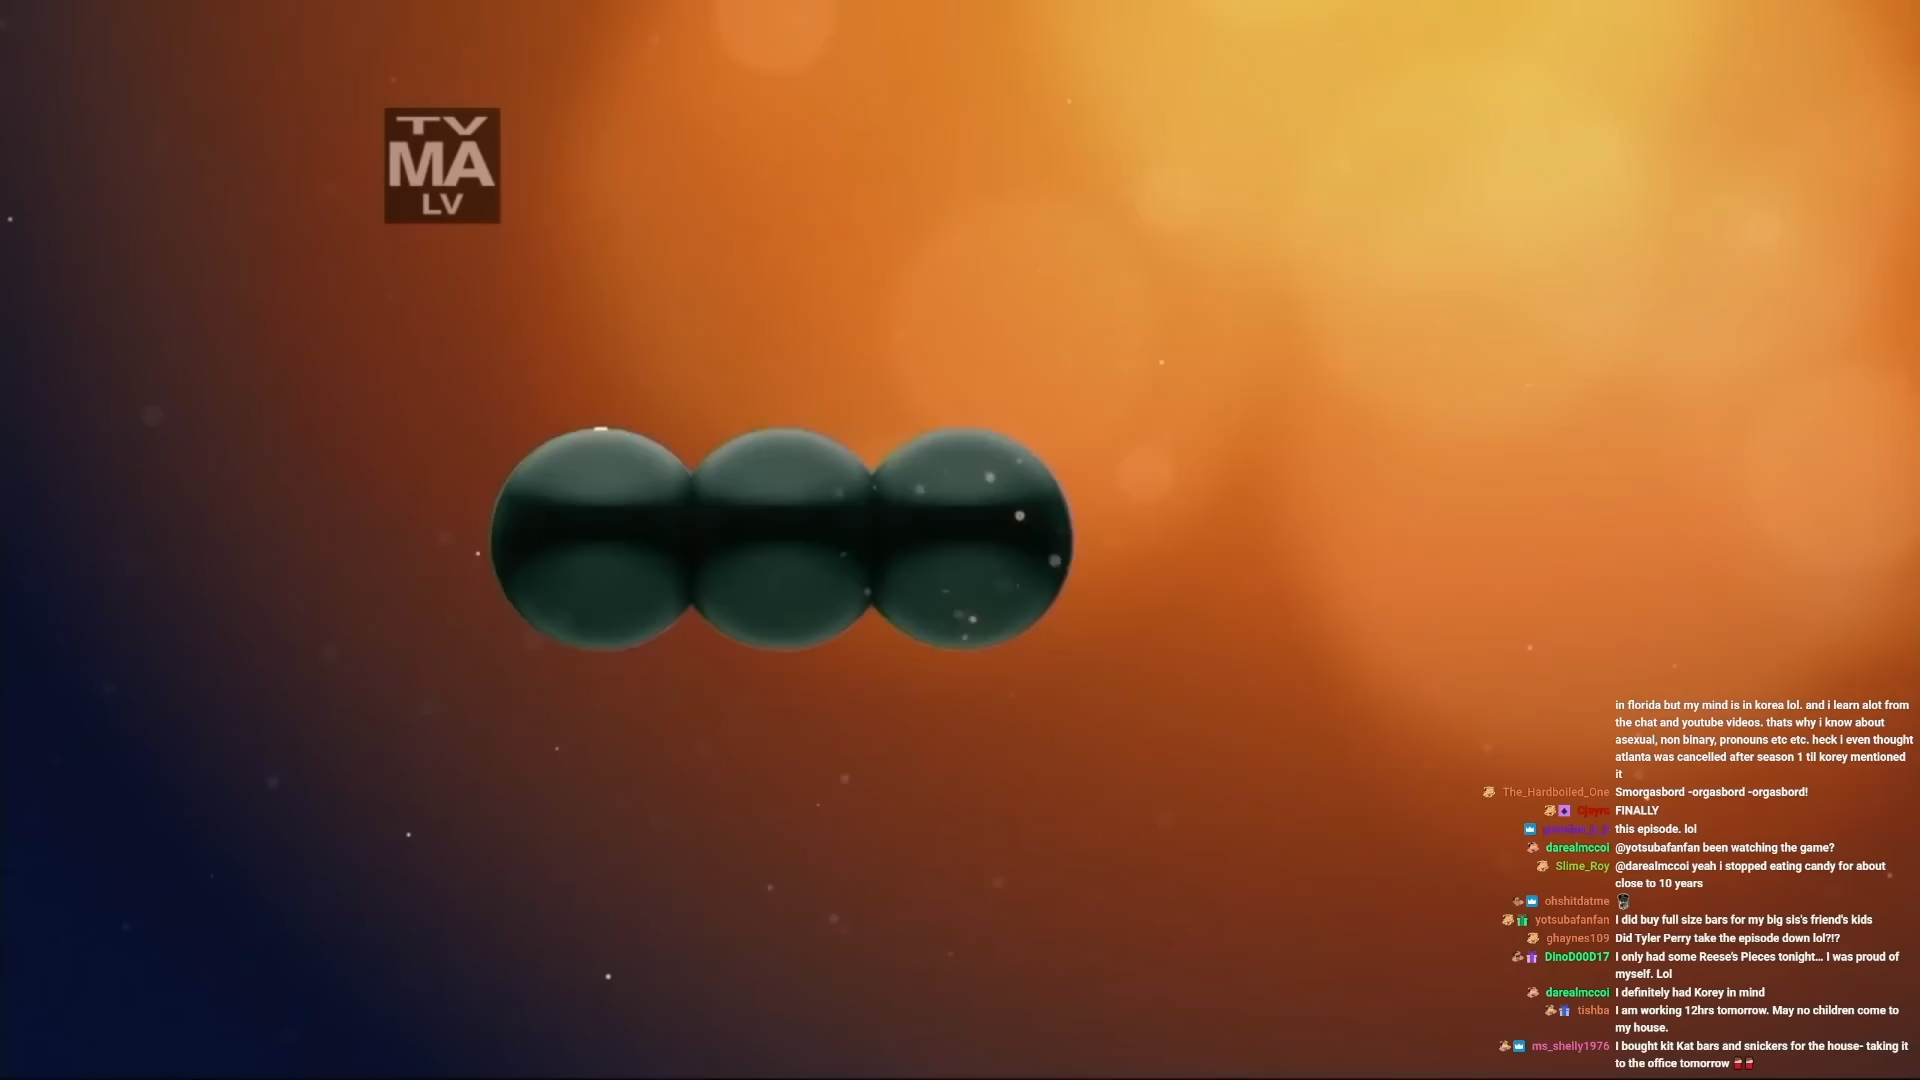 TV
MA
LV
in florida but my mind is in korea lol. and i learn alot from
the chat and youtube videos. thats why i know about
asexual, non binary, pronouns etc etc. heck i even thought
atlanta was cancelled after season 1 til korey mentioned
it
The_Hardboiled_One Smorgasbord -orgasbord -orgasbord!
FINALLY
this episode. lol
darealmccoi @yotsubafanfan been watching the game?
Slime_Roy @darealmccoi yeah i stopped eating candy for about
close to 10 years
ohshitdatme
yotsubafanfan I did buy full size bars for my big sis's friend's kids
ghaynes109 Did Tyler Perry take the episode down lol?!?
DinoD00D17 I only had some Reese's Pieces tonight... I was proud of
myself. Lol
darealmccoi I definitely had Korey in mind
tishba I am working 12hrs tomorrow. May no children come to
my house.
ms_shelly1976 I bought kit Kat bars and snickers for the house- taking it
to the office tomorrow